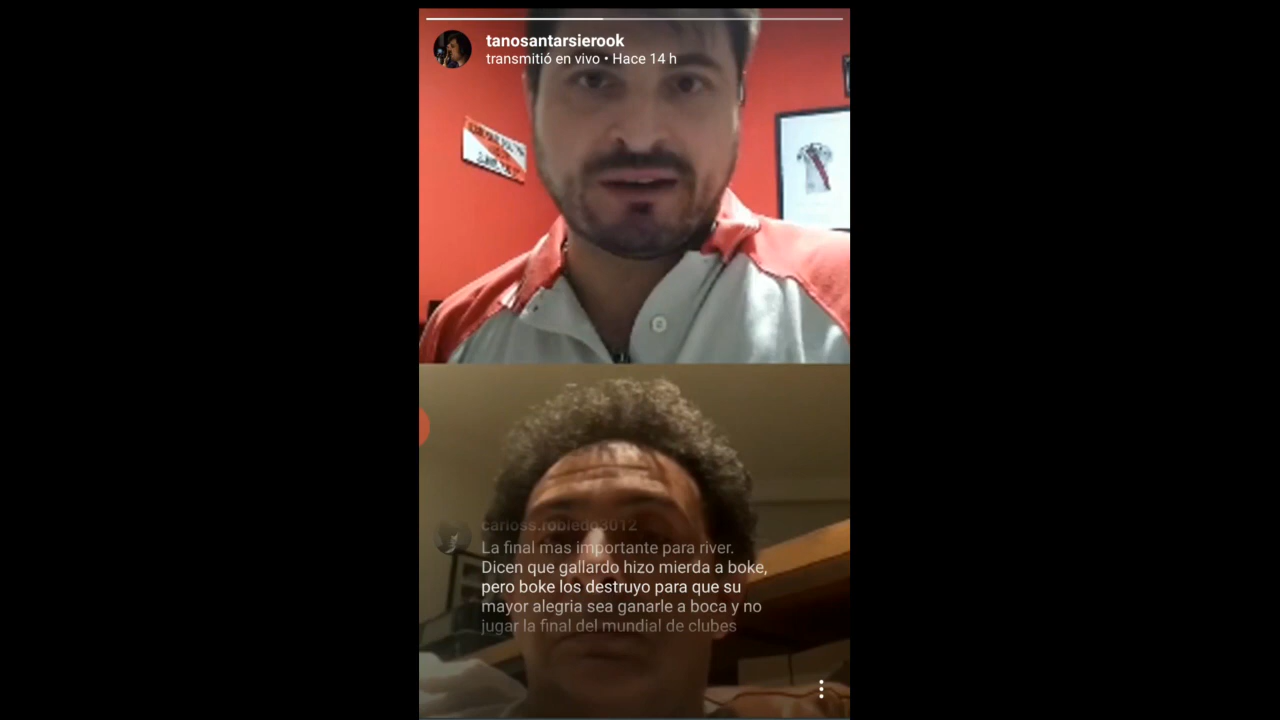 tanosantarsierook
transmitió en vivo • Hace 14 h
carloss.robledo3012
La final mas importante para river.
Dicen que gallardo hizo mierda a boke,
pero boke los destruyo para que su
mayor alegria sea ganarle a boca y no
jugar la final del mundial de clubes